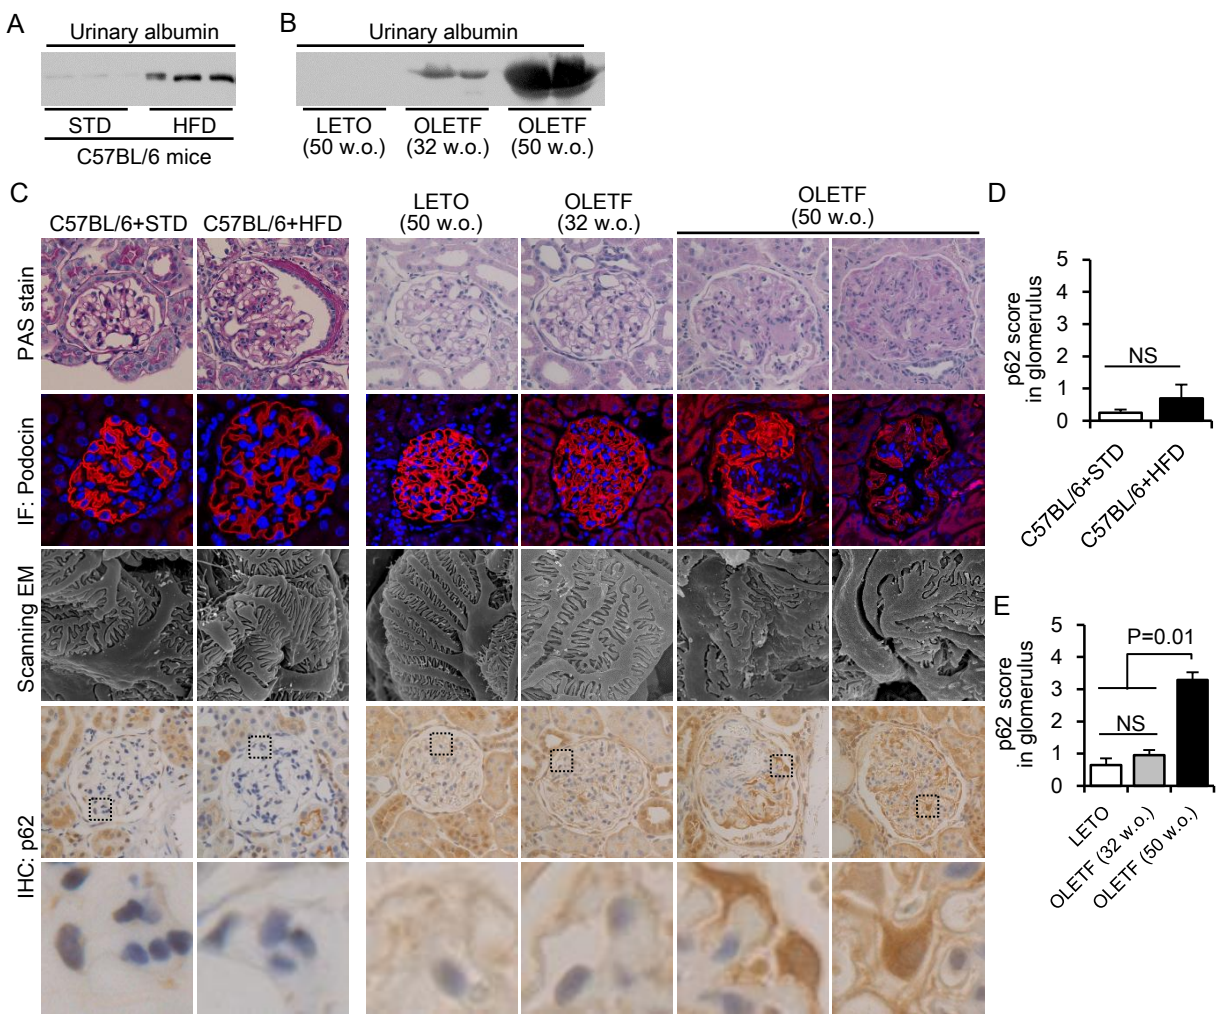 A
Urinary albumin
STD
HFD
C57BL/6 mice
B
Urinary albumin
LETO
(50 w.o.)
OLETF
(32 w.o.)
OLETF
(50 w.o.)
C
C57BL/6+STD
C57BL/6+HFD
LETO
(50 w.o.)
OLETF
(32 w.o.)
OLETF
(50 w.o.)
PAS stain
IF: Podocin
Scanning EM
IHC: p62
D
p62 score
in glomerulus
5
4
3
2
1
0
NS
C57BL/6+STD
C57BL/6+HFD
E
p62 score
in glomerulus
5
4
3
2
1
0
P=0.01
NS
LETO
OLETF (32 w.o.)
OLETF (50 w.o.)